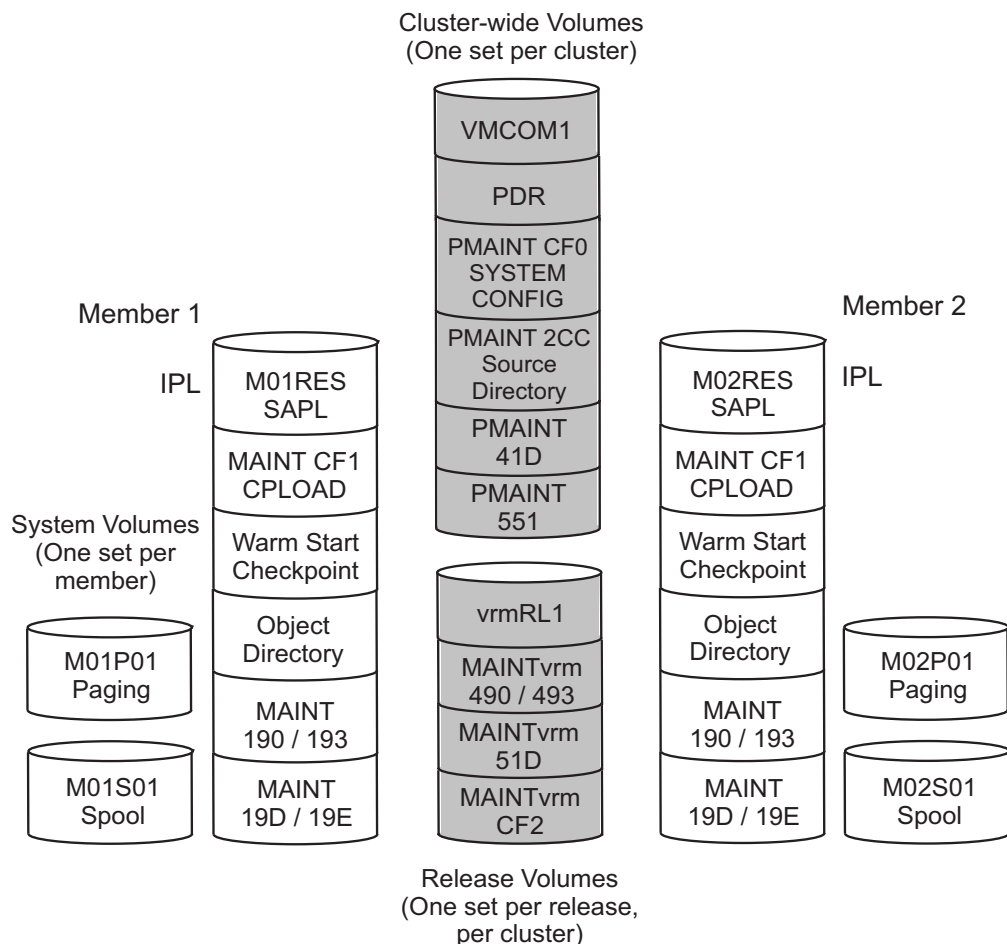 Cluster-wide Volumes
(One set per cluster)
VMCOM1
PDR
PMAINT CF0
SYSTEM
CONFIG
PMAINT 2CC
Source
Directory
PMAINT
41D
PMAINT
551
Member 1
IPL
M01RES
SAPL
MAINT CF1
CPLOAD
Warm Start
Checkpoint
Object
Directory
MAINT
190 / 193
MAINT
19D / 19E
System Volumes
(One set per
member)
M01P01
Paging
M01S01
Spool
vrmRL1
MAINTvrm
490 / 493
MAINTvrm
51D
MAINTvrm
CF2
Release Volumes
(One set per release,
per cluster)
Member 2
IPL
M02RES
SAPL
MAINT CF1
CPLOAD
Warm Start
Checkpoint
Object
Directory
MAINT
190 / 193
MAINT
19D / 19E
M02P01
Paging
M02S01
Spool